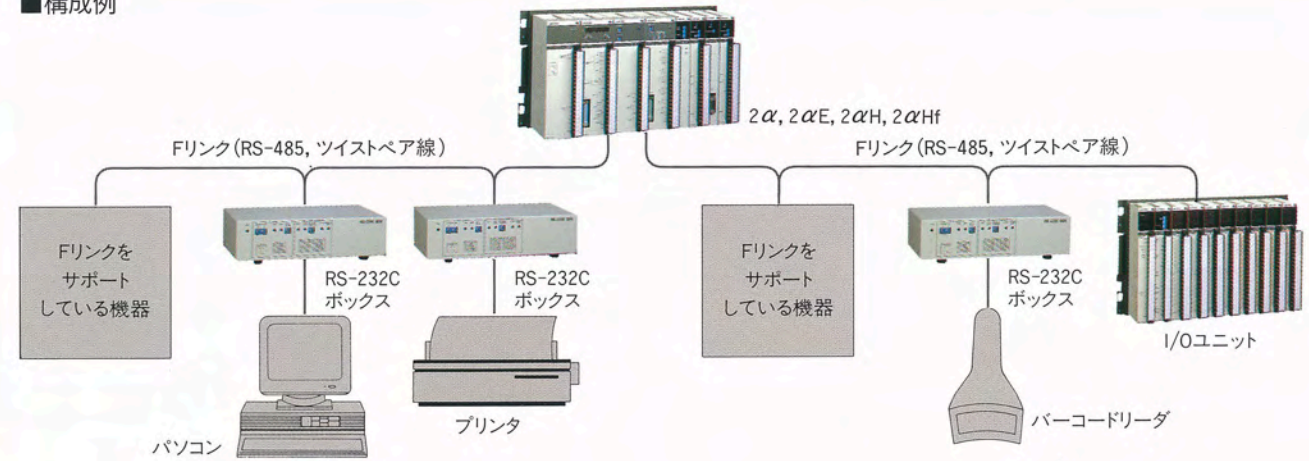 ■構成例
2α, 2αE, 2αH, 2αHf
Fリンク(RS-485, ツイストペア線)
Fリンク(RS-485, ツイストペア線)
Fリンクを
サポート
している機器
RS-232C
ボックス
RS-232C
ボックス
Fリンクを
サポート
している機器
RS-232C
ボックス
I/Oユニット
パソコン
プリンタ
バーコードリーダ